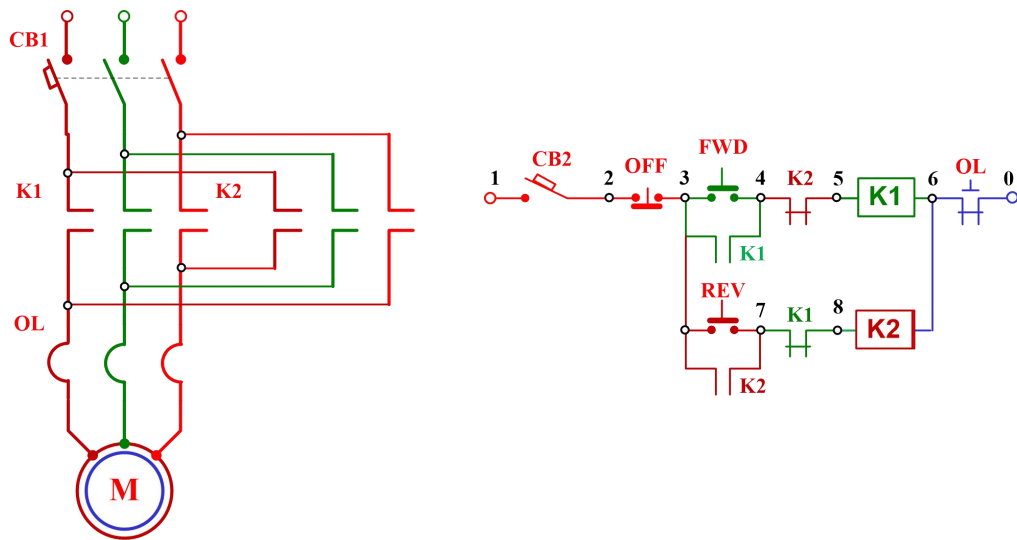 CB1
K1
K2
OL
M
FWD
1 CB2 2 OFF 3 4 K2 5 K1 6 OL 0
K1
REV
7 K1 8 K2
K2